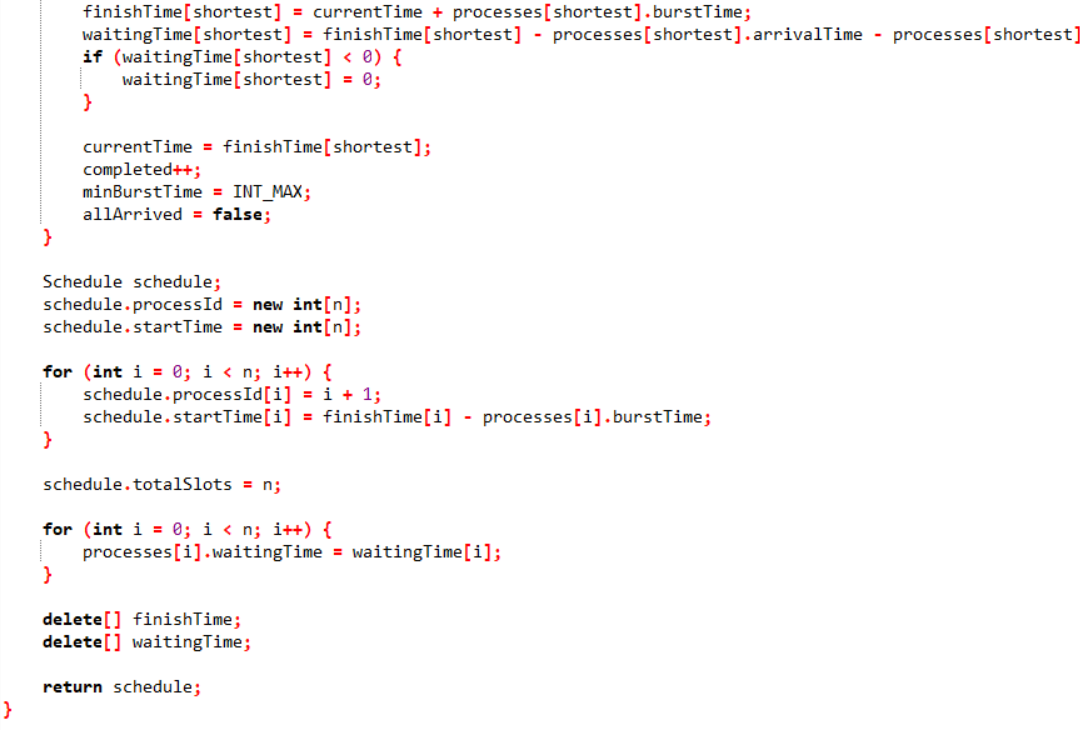 finishTime[shortest] = currentTime + processes[shortest].burstTime;
waitingTime[shortest] = finishTime[shortest] - processes[shortest].arrivalTime - processes[shortest]
if (waitingTime[shortest] < 0) {
waitingTime[shortest] = 0;
}
currentTime = finishTime[shortest];
completed++;
minBurstTime = INT_MAX;
allArrived = false;
}
Schedule schedule;
schedule.processId = new int[n];
schedule.startTime = new int[n];
for (int i = 0; i < n; i++) {
schedule.processId[i] = i + 1;
schedule.startTime[i] = finishTime[i] - processes[i].burstTime;
}
schedule.totalSlots = n;
for (int i = 0; i < n; i++) {
processes[i].waitingTime = waitingTime[i];
}
delete[] finishTime;
delete[] waitingTime;
return schedule;
}